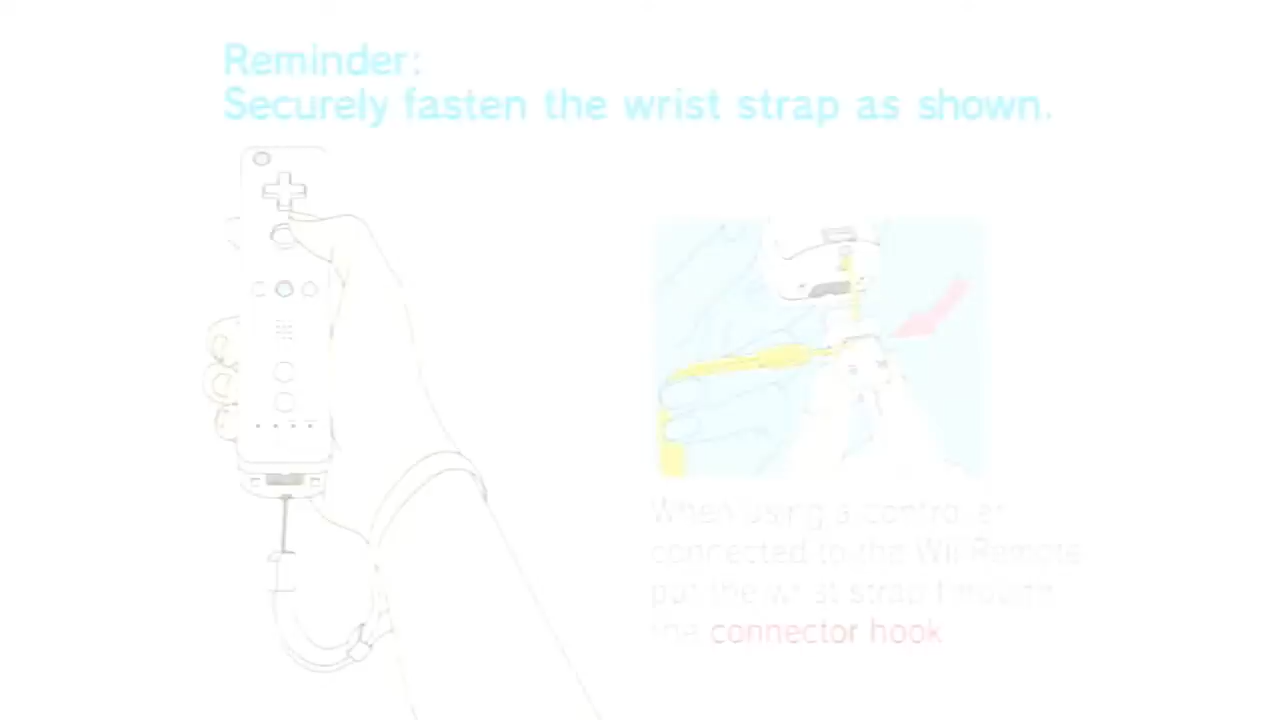 Reminder:
Securely fasten the wrist strap as shown.
When using a controller
connected to the Wii Remote
put the wrist strap through
the connector hook